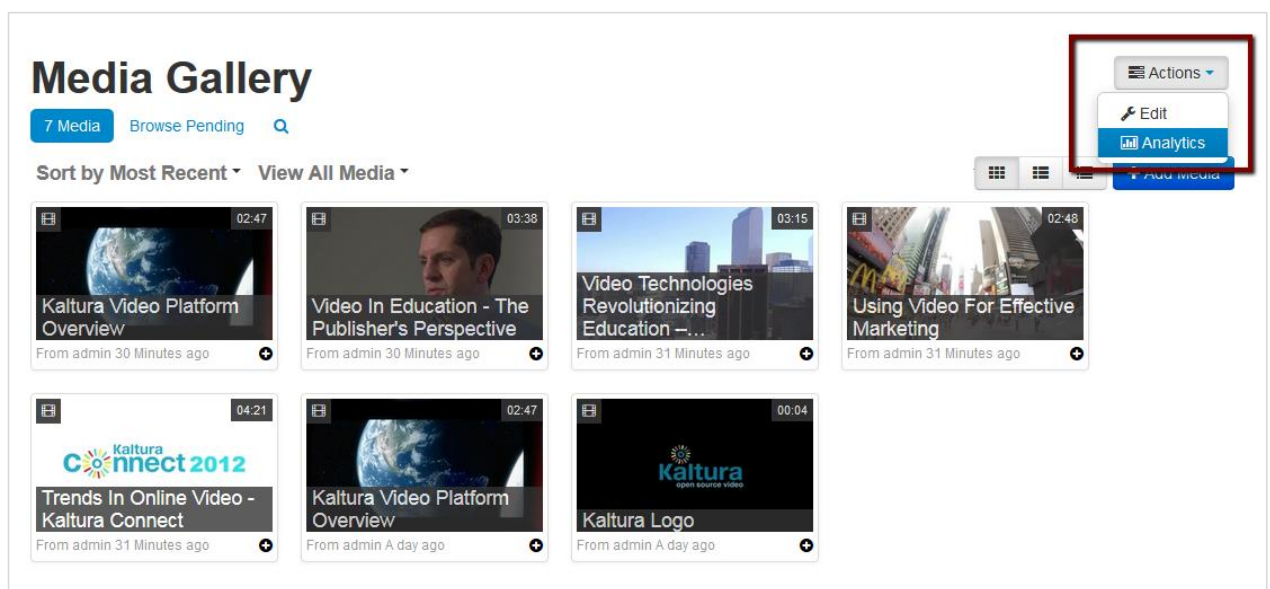 Media Gallery
Actions
Edit
Analytics
7 Media
Browse Pending
Sort by Most Recent
View All Media
+ Add Media
02:47
Kaltura Video Platform
Overview
From admin 30 Minutes ago
03:38
Video In Education - The
Publisher's Perspective
From admin 30 Minutes ago
03:15
Video Technologies
Revolutionizing
Education –...
From admin 31 Minutes ago
02:48
Using Video For Effective
Marketing
From admin 31 Minutes ago
04:21
Kaltura
Connect 2012
Trends In Online Video -
Kaltura Connect
From admin 31 Minutes ago
02:47
Kaltura Video Platform
Overview
From admin A day ago
00:04
Kaltura
open source video
Kaltura Logo
From admin A day ago